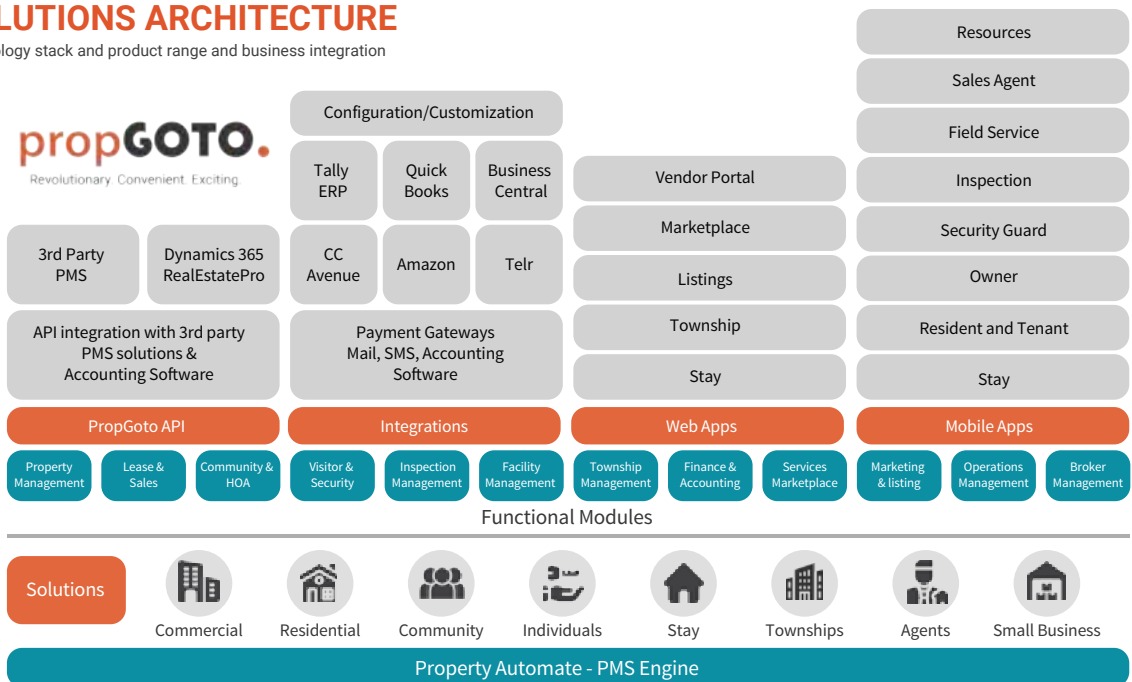 LUTIONS ARCHITECTURE
ology stack and product range and business integration
propGOTO.
Revolutionary. Convenient. Exciting.
3rd Party
PMS
Dynamics 365
RealEstatePro
API integration with 3rd party
PMS solutions &
Accounting Software
PropGoto API
Configuration/Customization
Tally
ERP
Quick
Books
Business
Central
CC
Avenue
Amazon
Telr
Payment Gateways
Mail, SMS, Accounting
Software
Integrations
Vendor Portal
Marketplace
Listings
Township
Stay
Web Apps
Resources
Sales Agent
Field Service
Inspection
Security Guard
Owner
Resident and Tenant
Stay
Mobile Apps
Property
Management
Lease &
Sales
Community &
HOA
Visitor &
Security
Inspection
Management
Facility
Management
Township
Management
Finance &
Accounting
Services
Marketplace
Marketing
& listing
Operations
Management
Broker
Management
Functional Modules
Solutions
Commercial
Residential
Community
Individuals
Stay
Townships
Agents
Small Business
Property Automate - PMS Engine